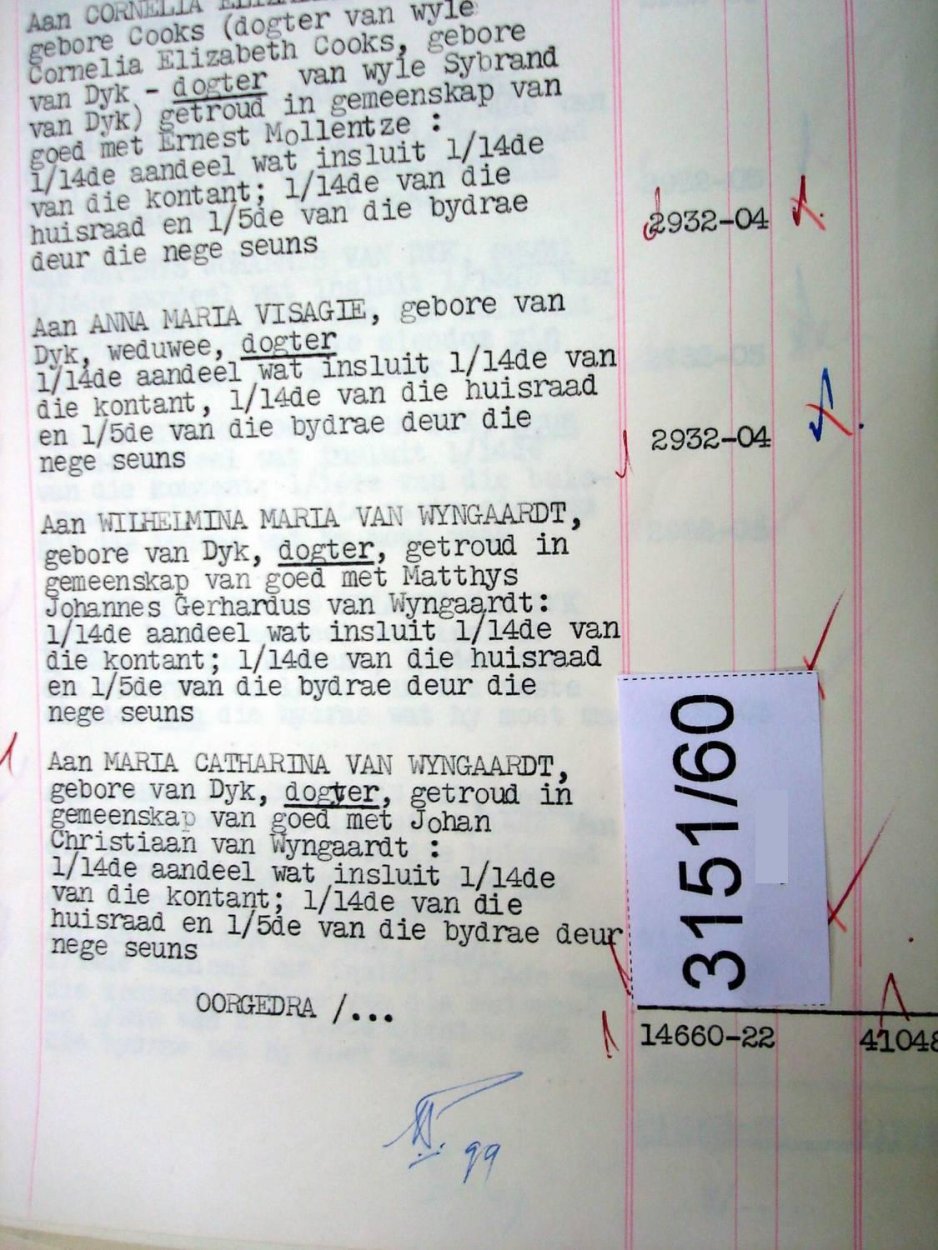 Aan CORNELIA
gebore Cooks (dogter van wyle
Cornelia Elizabeth Cooks, gebore
van Dyk - dogter van wyle Sybrand
van Dyk) getroud in gemeenskap van
goed met Ernest Mollentze :
1/14de aandeel wat insluit 1/14de
van die kontant; 1/14de van die
huisraad en 1/5de van die bydrae
deur die nege seuns
2932-04
Aan ANNA MARIA VISAGIE, gebore van
Dyk, weduwee, dogter
1/14de aandeel wat insluit 1/14de van
die kontant, 1/14de van die huisraad
en 1/5de van die bydrae deur die
nege seuns
2932-04
Aan WILHELMINA MARIA VAN WYNGAARDT,
gebore van Dyk, dogter, getroud in
gemeenskap van goed met Matthys
Johannes Gerhardus van Wyngaardt:
1/14de aandeel wat insluit 1/14de van
die kontant; 1/14de van die huisraad
en 1/5de van die bydrae deur die
nege seuns
Aan MARIA CATHARINA VAN WYNGAARDT,
gebore van Dyk, dogter, getroud in
gemeenskap van goed met Johan
Christiaan van Wyngaardt :
1/14de aandeel wat insluit 1/14de
van die kontant; 1/14de van die
huisraad en 1/5de van die bydrae deur
nege seuns
3151/60
OORGEDRA /...
14660-22
41048
99